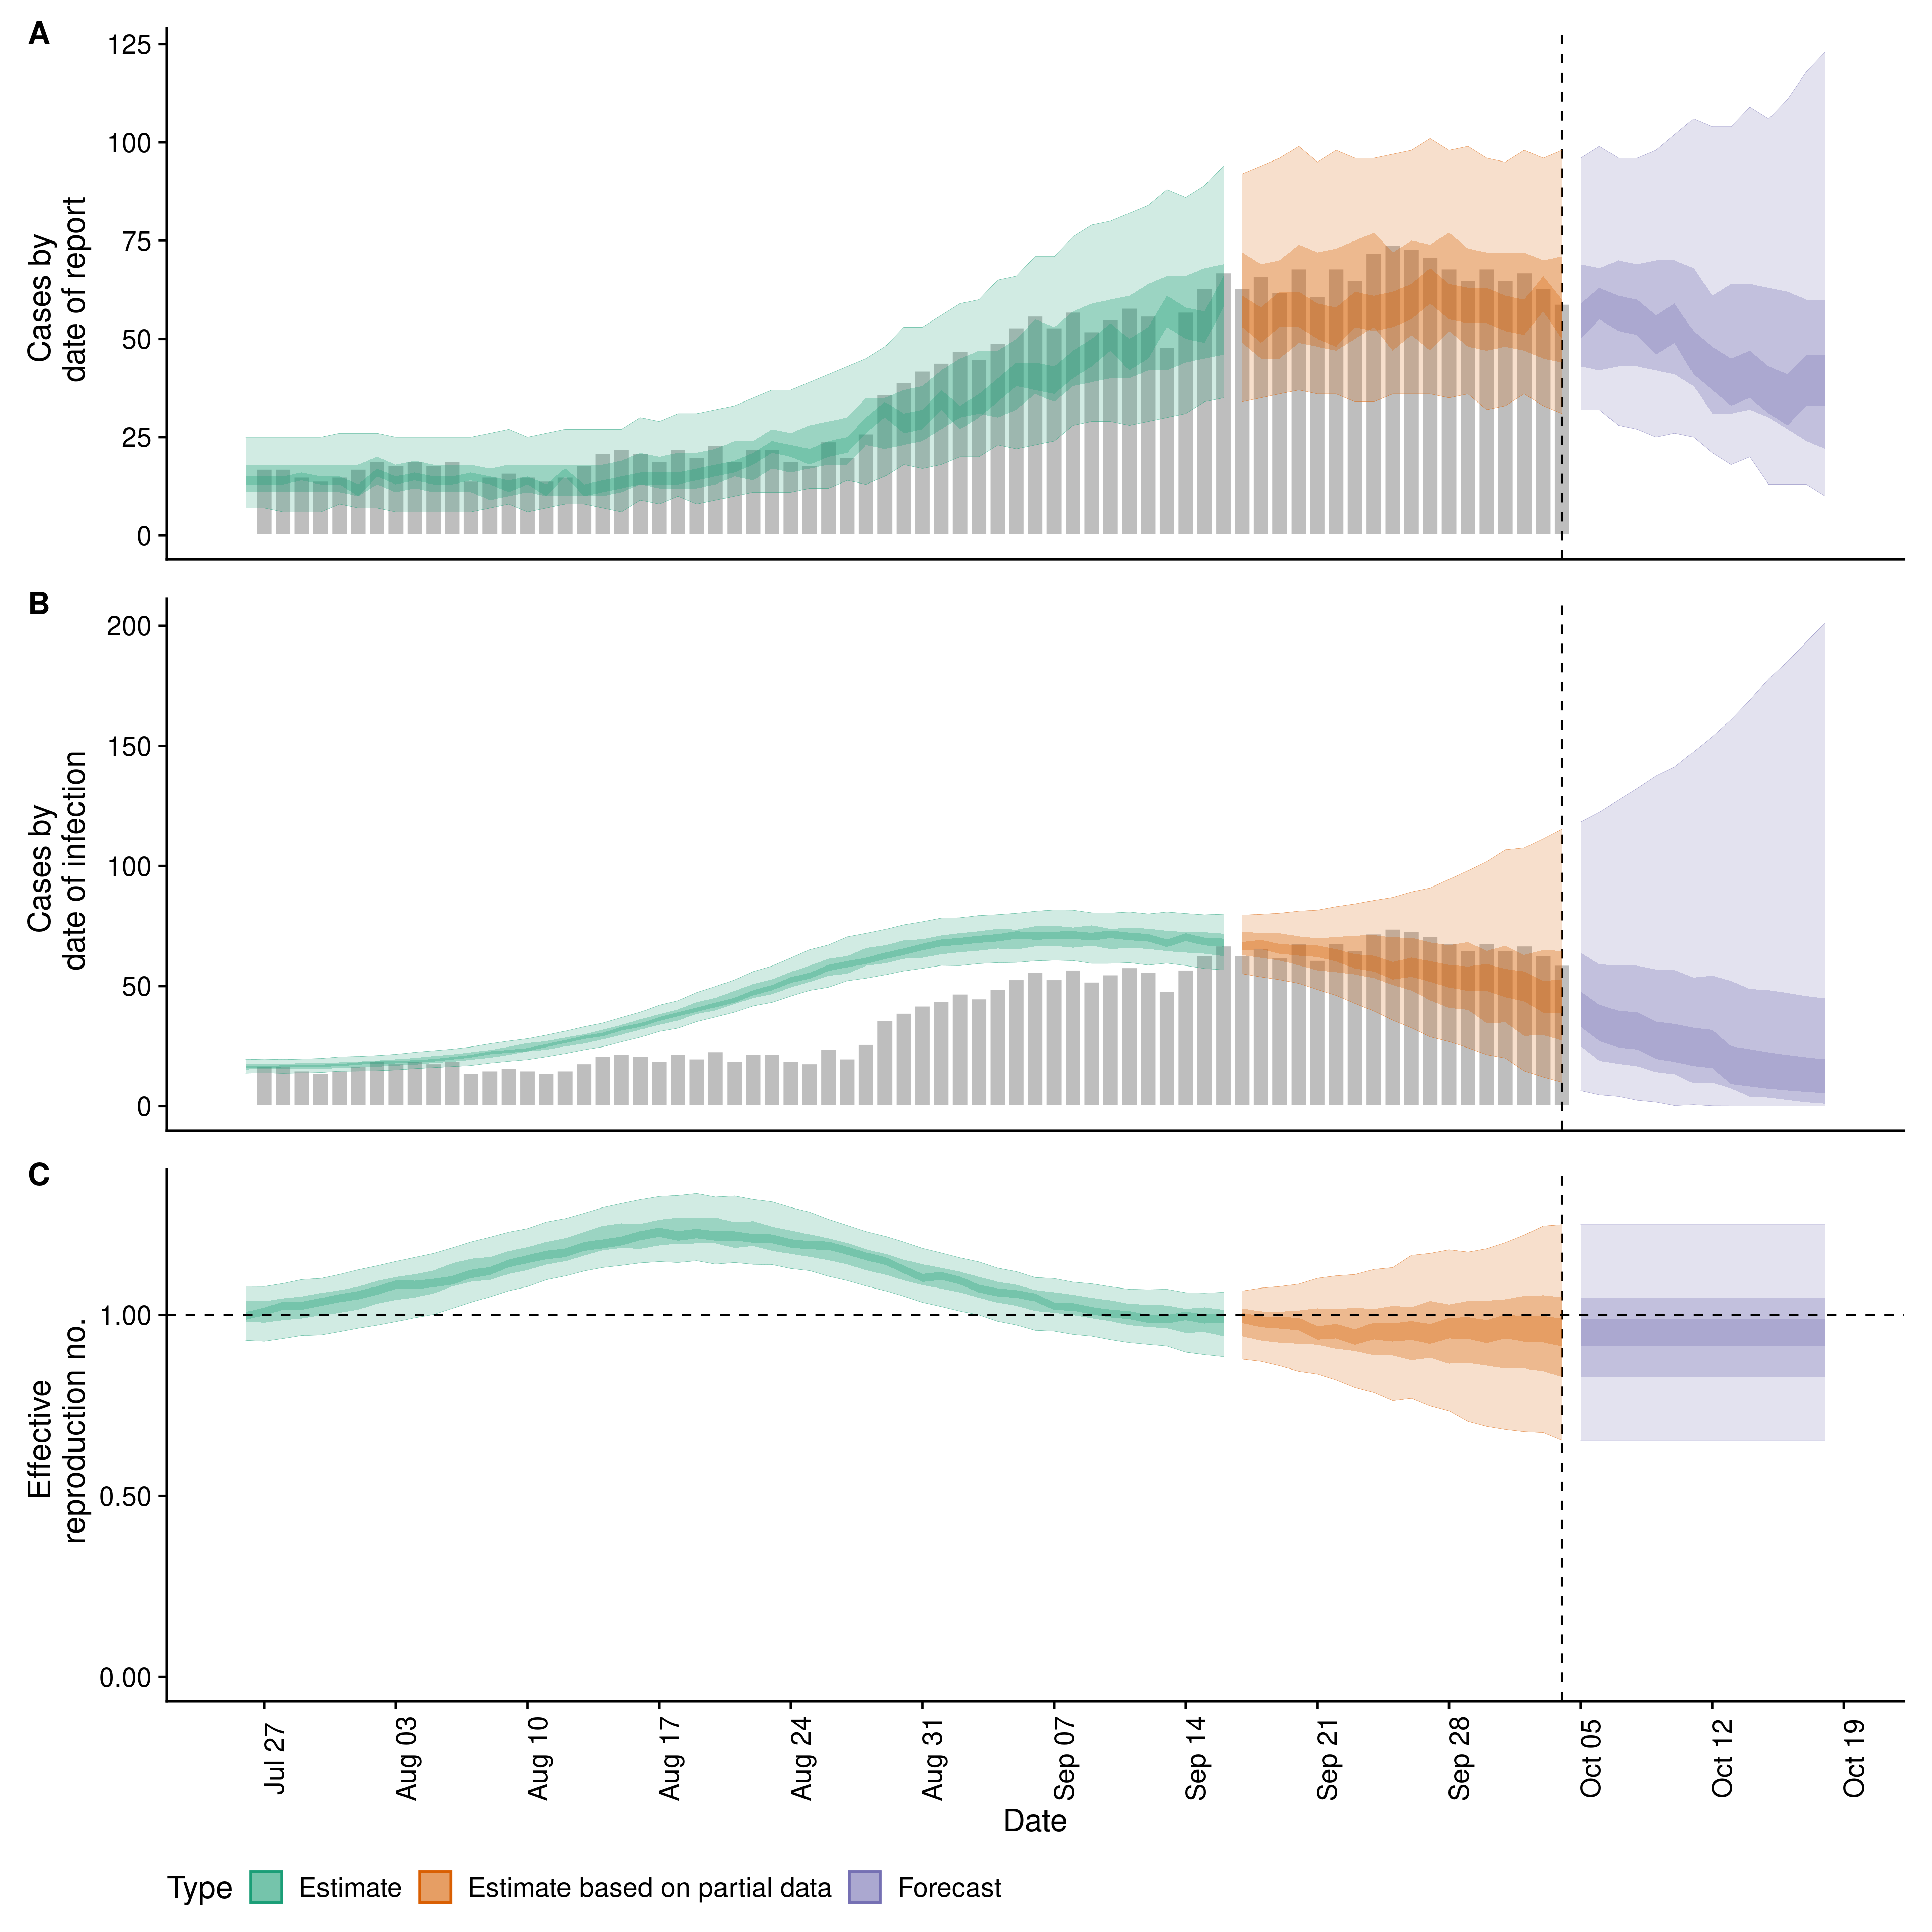 A
125
100
75
50
25
0
Cases by
date of report
B
200
150
100
50
0
Cases by
date of infection
C
1.00
0.50
0.00
Effective
reproduction no.
Jul 27
Aug 03
Aug 10
Aug 17
Aug 24
Aug 31
Sep 07
Sep 14
Sep 21
Sep 28
Oct 05
Oct 12
Oct 19
Date
Type Estimate Estimate based on partial data Forecast